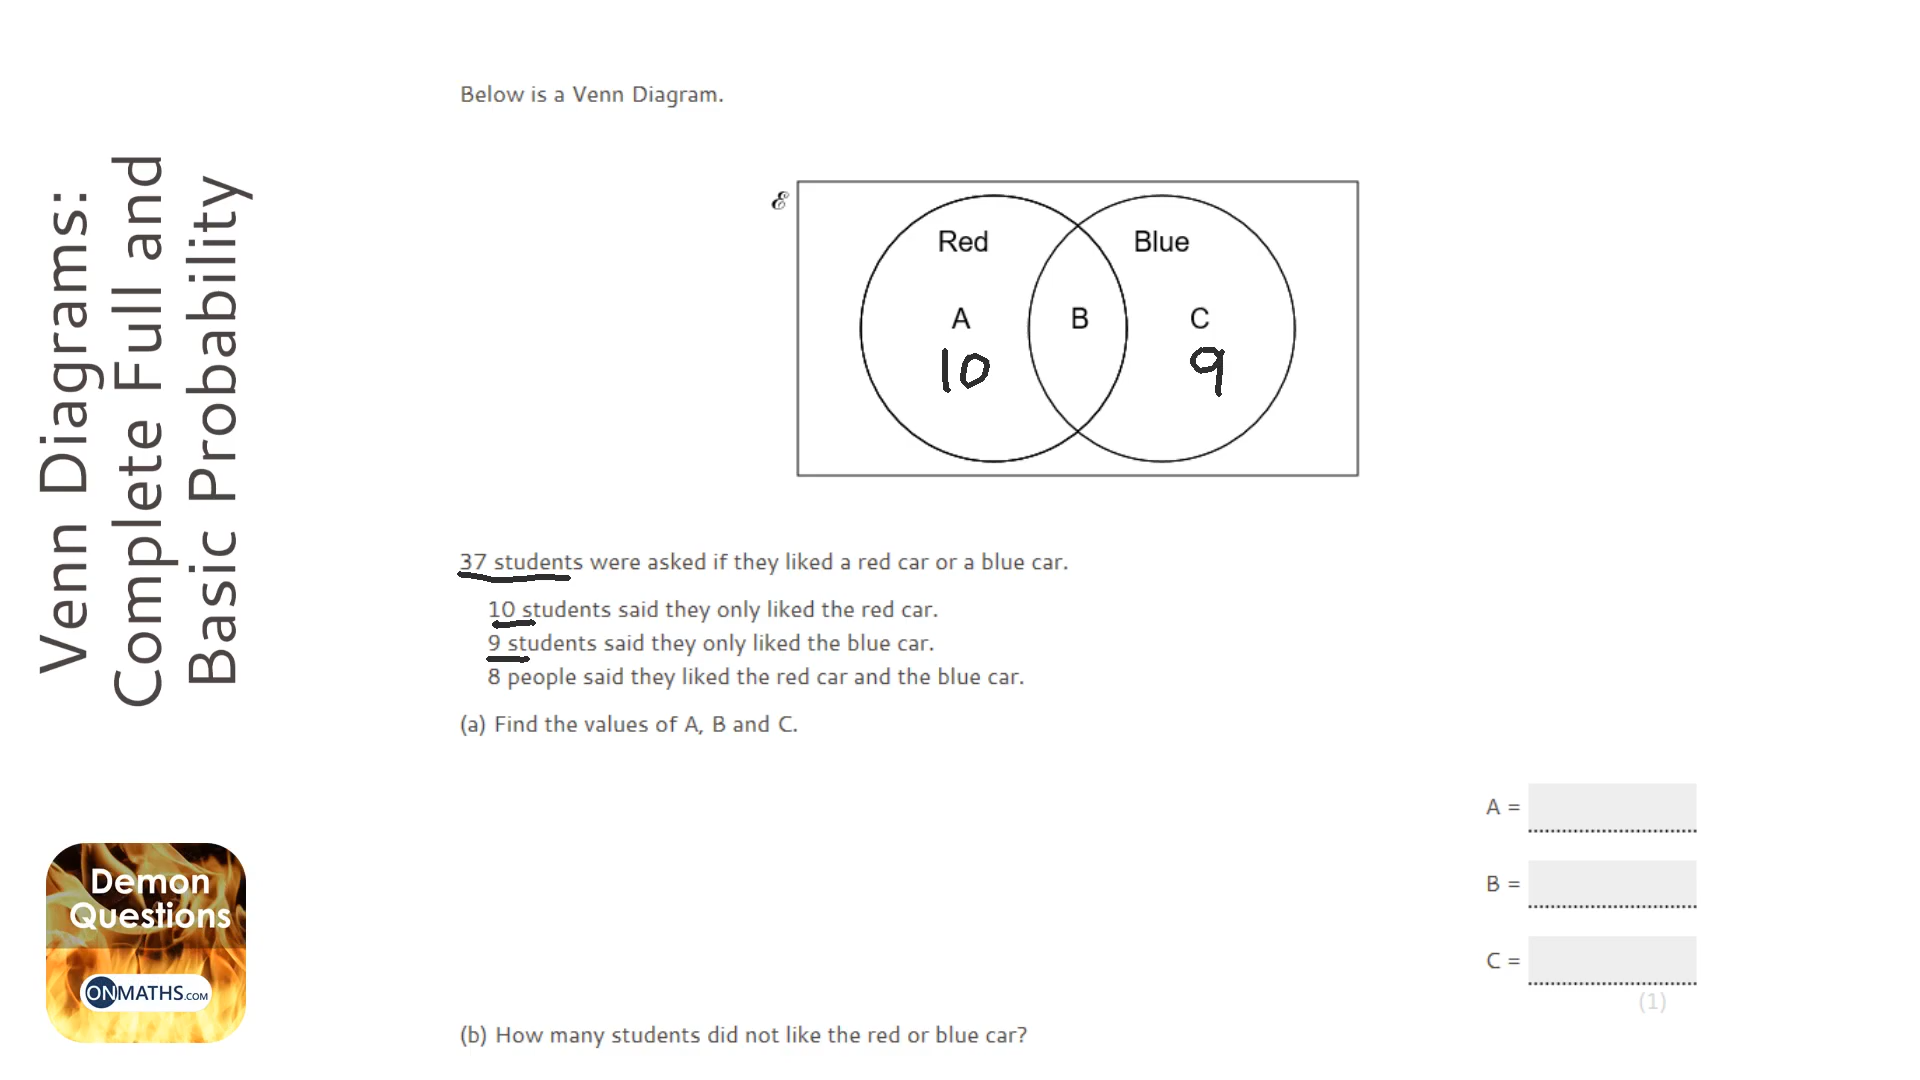 Venn Diagrams:
Complete Full and
Basic Probability
Below is a Venn Diagram.
ℰ
Red
Blue
A
B
C
10
9
37 students were asked if they liked a red car or a blue car.
10 students said they only liked the red car.
9 students said they only liked the blue car.
8 people said they liked the red car and the blue car.
(a) Find the values of A, B and C.
A =
B =
C =
(1)
(b) How many students did not like the red or blue car?
Demon
Questions
ONMATHS.COM